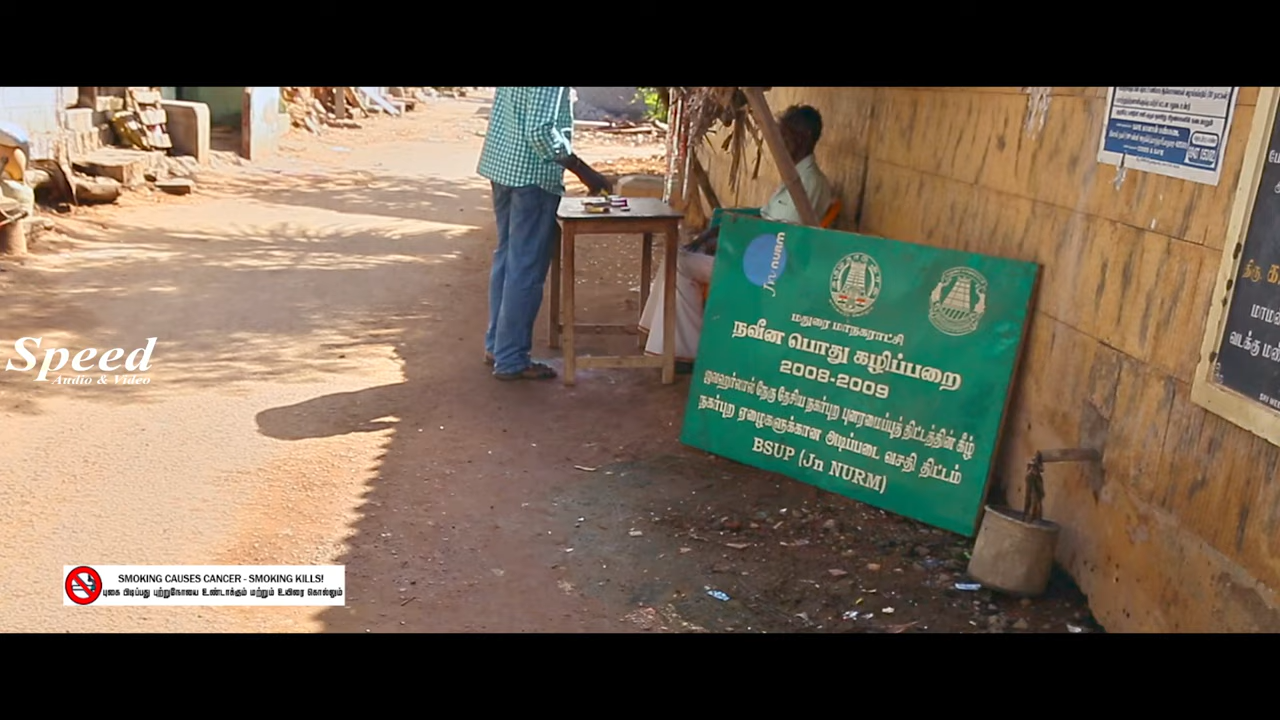 Jn NURM
மதுரை மாநகராட்சி
நவீன பொது கழிப்பறை
2008-2009
ஜவஹர்லால் நேரு தேசிய நகர்புற புனரமைப்புத் திட்டத்தின் கீழ்
நகர்புற ஏழைகளுக்கான அடிப்படை வசதி திட்டம்
BSUP (Jn NURM)
திரு.
வடக்கு
Speed
Audio & Video
SMOKING CAUSES CANCER - SMOKING KILLS!
புகை பிடிப்பது புற்றுநோயை உண்டாக்கும் மற்றும் உயிரை கொல்லும்